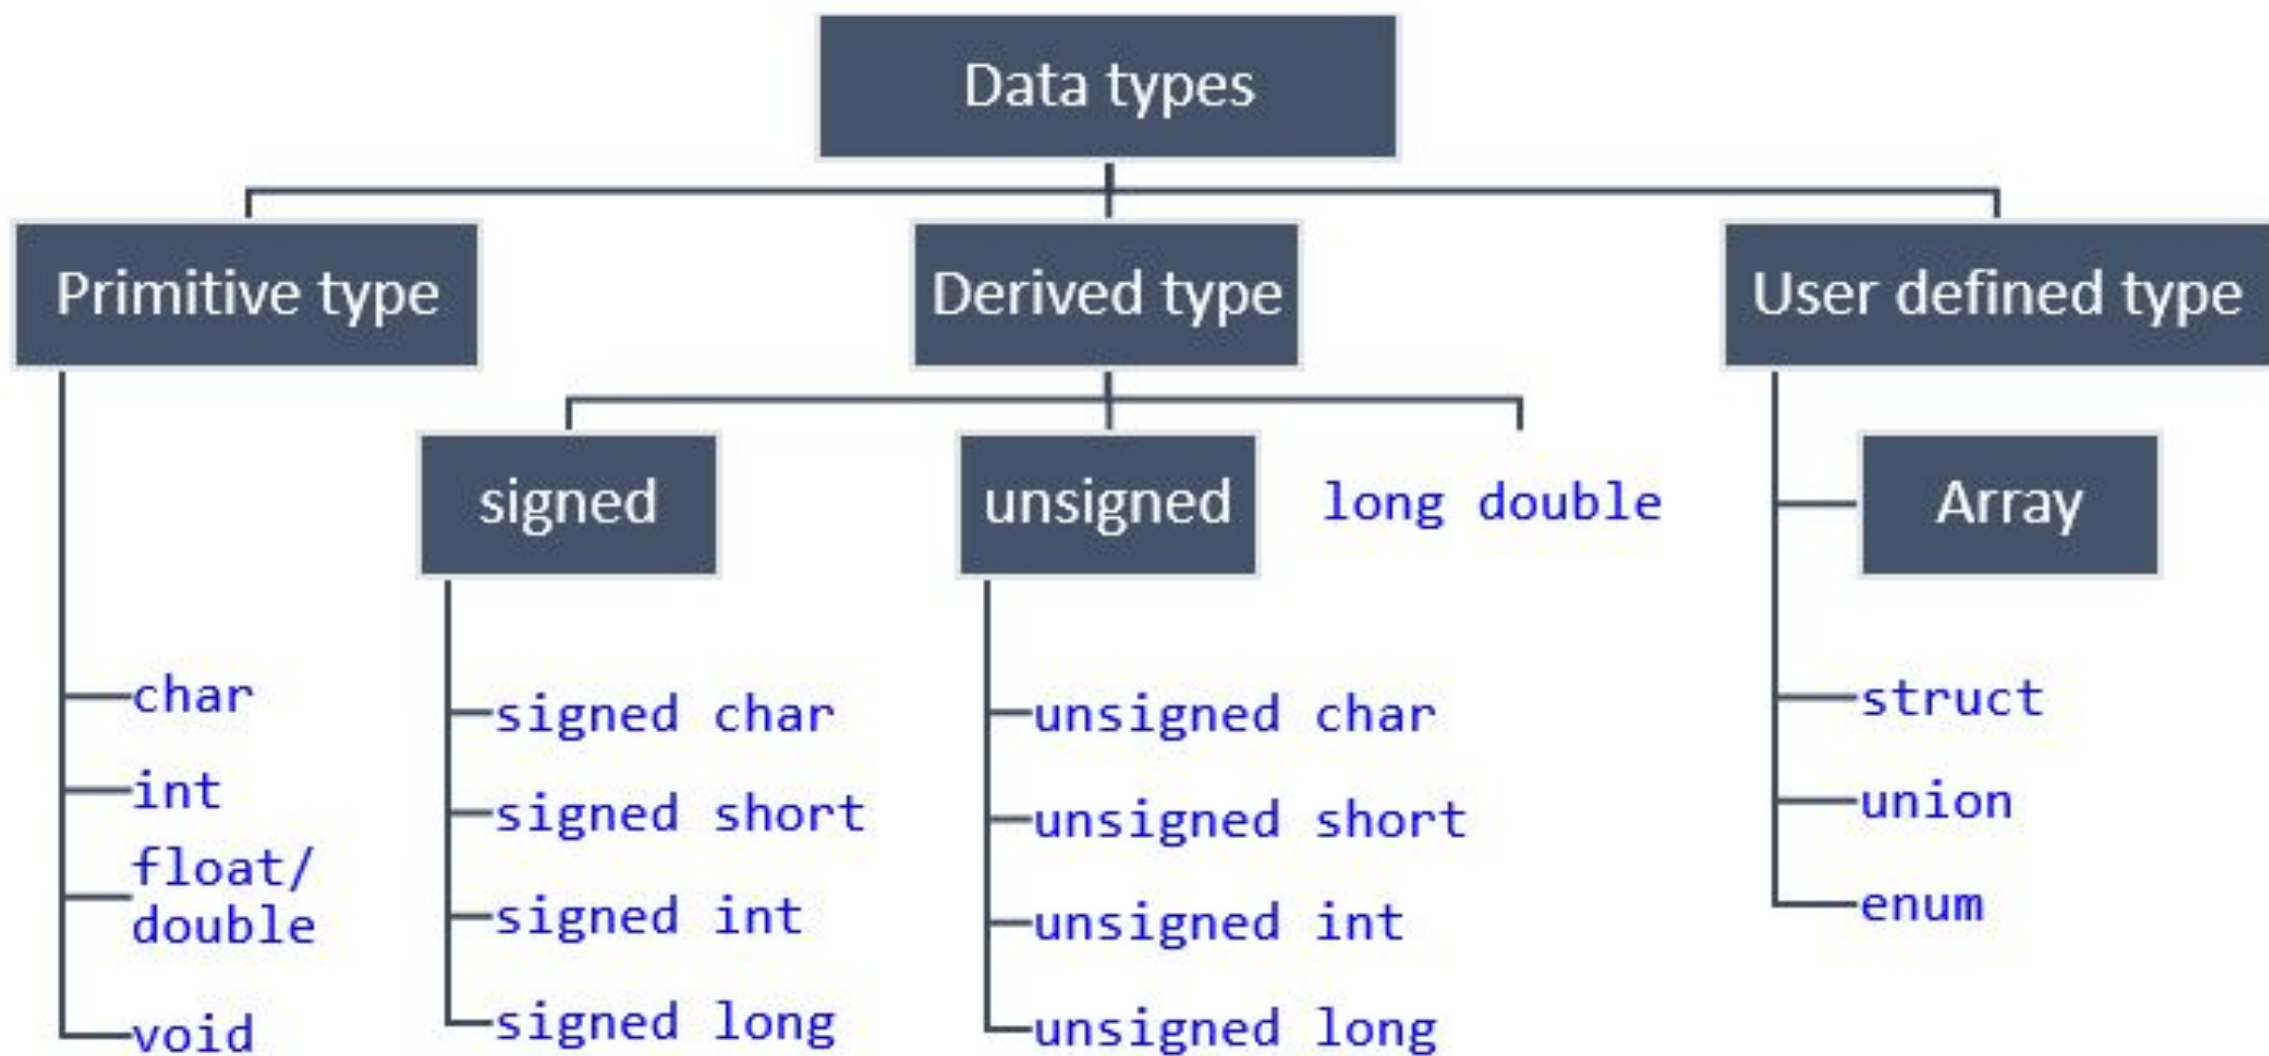 Data types
Primitive type
Derived type
User defined type
signed
unsigned
long double
Array
char
int
float/
double
void
signed char
signed short
signed int
signed long
unsigned char
unsigned short
unsigned int
unsigned long
struct
union
enum